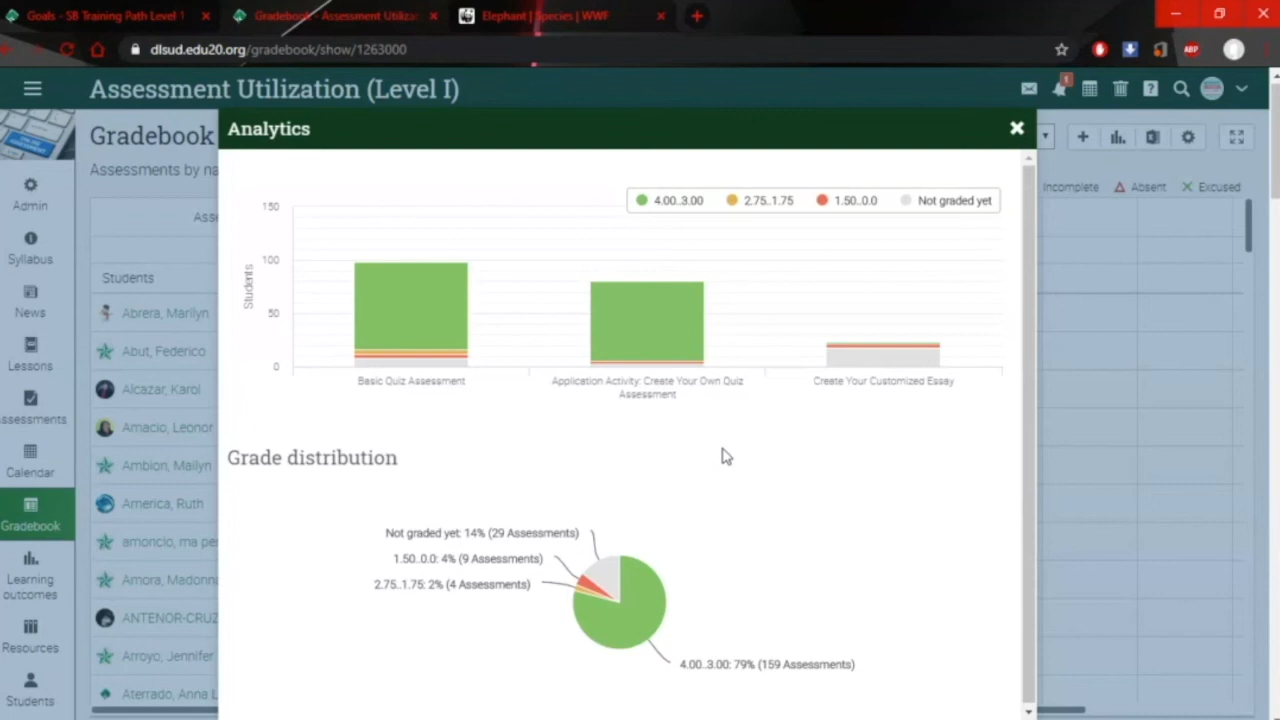 Goals - SB Training Path Level 1
Gradebook - Assessment Utilizat
Elephant | Species | WWF
dlsud.edu20.org/gradebook/show/1263000
ABP
Assessment Utilization (Level I)
1
Gradebook
Assessments by na
Incomplete
Absent
Excused
Asse
Students
Admin
Syllabus
News
Lessons
ssessments
Calendar
Gradebook
Learning
outcomes
Resources
Students
Abrera, Marilyn
Abut, Federico
Alcazar, Karol
Amacio, Leonor
Ambion, Mailyn
America, Ruth
amoncio, ma pe
Amora, Madonna
ANTENOR-CRUZ
Arroyo, Jennifer
Aterrado, Anna L
Analytics
4.00..3.00
2.75..1.75
1.50..0.0
Not graded yet
Students
150
100
50
0
Basic Quiz Assessment
Application Activity: Create Your Own Quiz
Assessment
Create Your Customized Essay
Grade distribution
Not graded yet: 14% (29 Assessments)
1.50..0.0: 4% (9 Assessments)
2.75..1.75: 2% (4 Assessments)
4.00..3.00: 79% (159 Assessments)